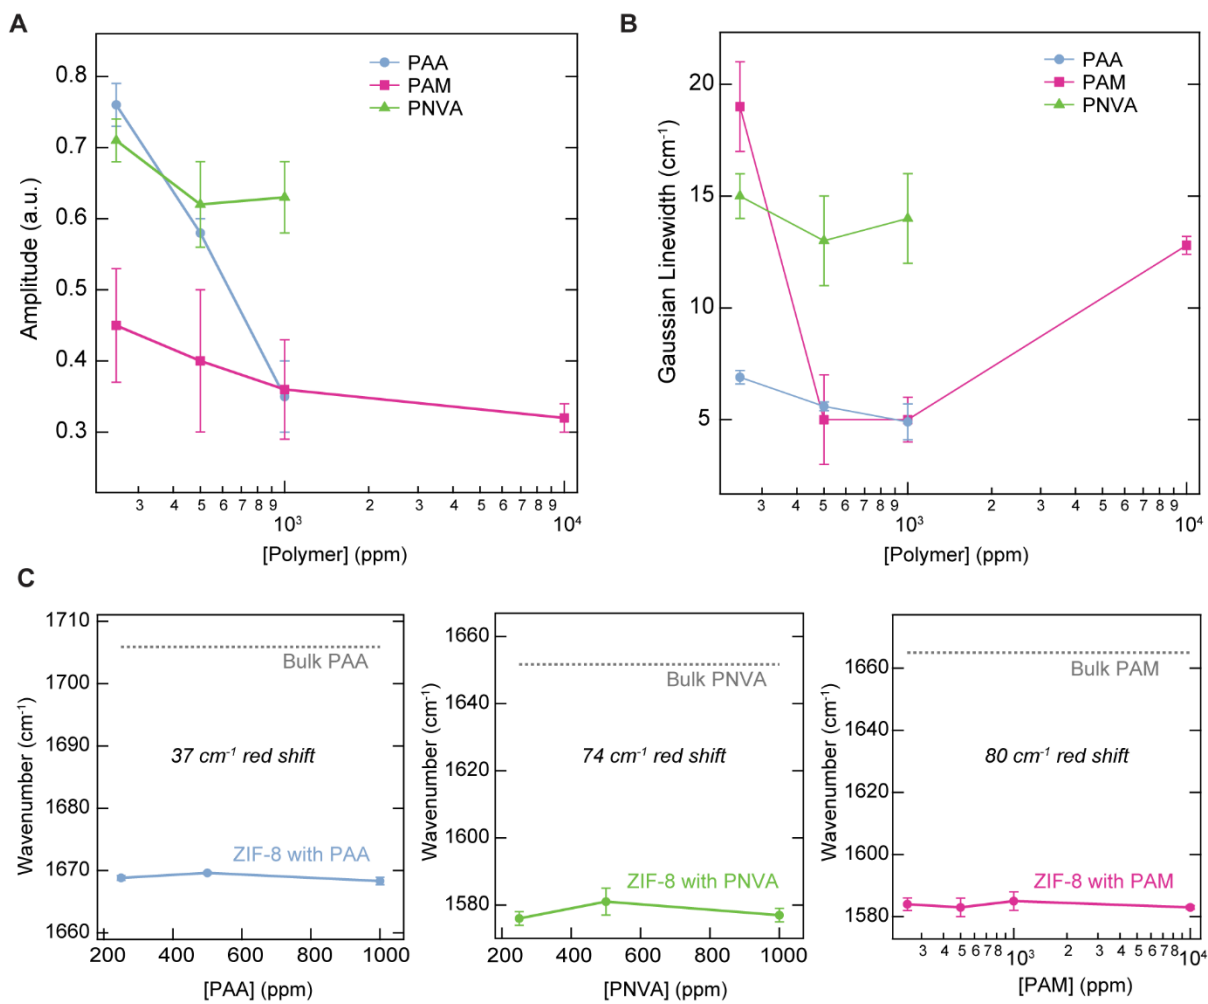 A
Amplitude (a.u.)
0.8
0.7
0.6
0.5
0.4
0.3
PAA
PAM
PNVA
3 4 5 6 7 8 9 2 3 4 5 6 7 8 9
10³ 10⁴
[Polymer] (ppm)
B
Gaussian Linewidth (cm⁻¹)
20
15
10
5
PAA
PAM
PNVA
3 4 5 6 7 8 9 2 3 4 5 6 7 8 9
10³ 10⁴
[Polymer] (ppm)
C
Wavenumber (cm⁻¹)
1710
1700
1690
1680
1670
1660
Bulk PAA
37 cm⁻¹ red shift
ZIF-8 with PAA
200 400 600 800 1000
[PAA] (ppm)
Wavenumber (cm⁻¹)
1660
1640
1620
1600
1580
Bulk PNVA
74 cm⁻¹ red shift
ZIF-8 with PNVA
200 400 600 800 1000
[PNVA] (ppm)
Wavenumber (cm⁻¹)
1660
1640
1620
1600
1580
Bulk PAM
80 cm⁻¹ red shift
ZIF-8 with PAM
3 4 5 6 7 8 2 3 4 5 6 7 8
10³ 10⁴
[PAM] (ppm)